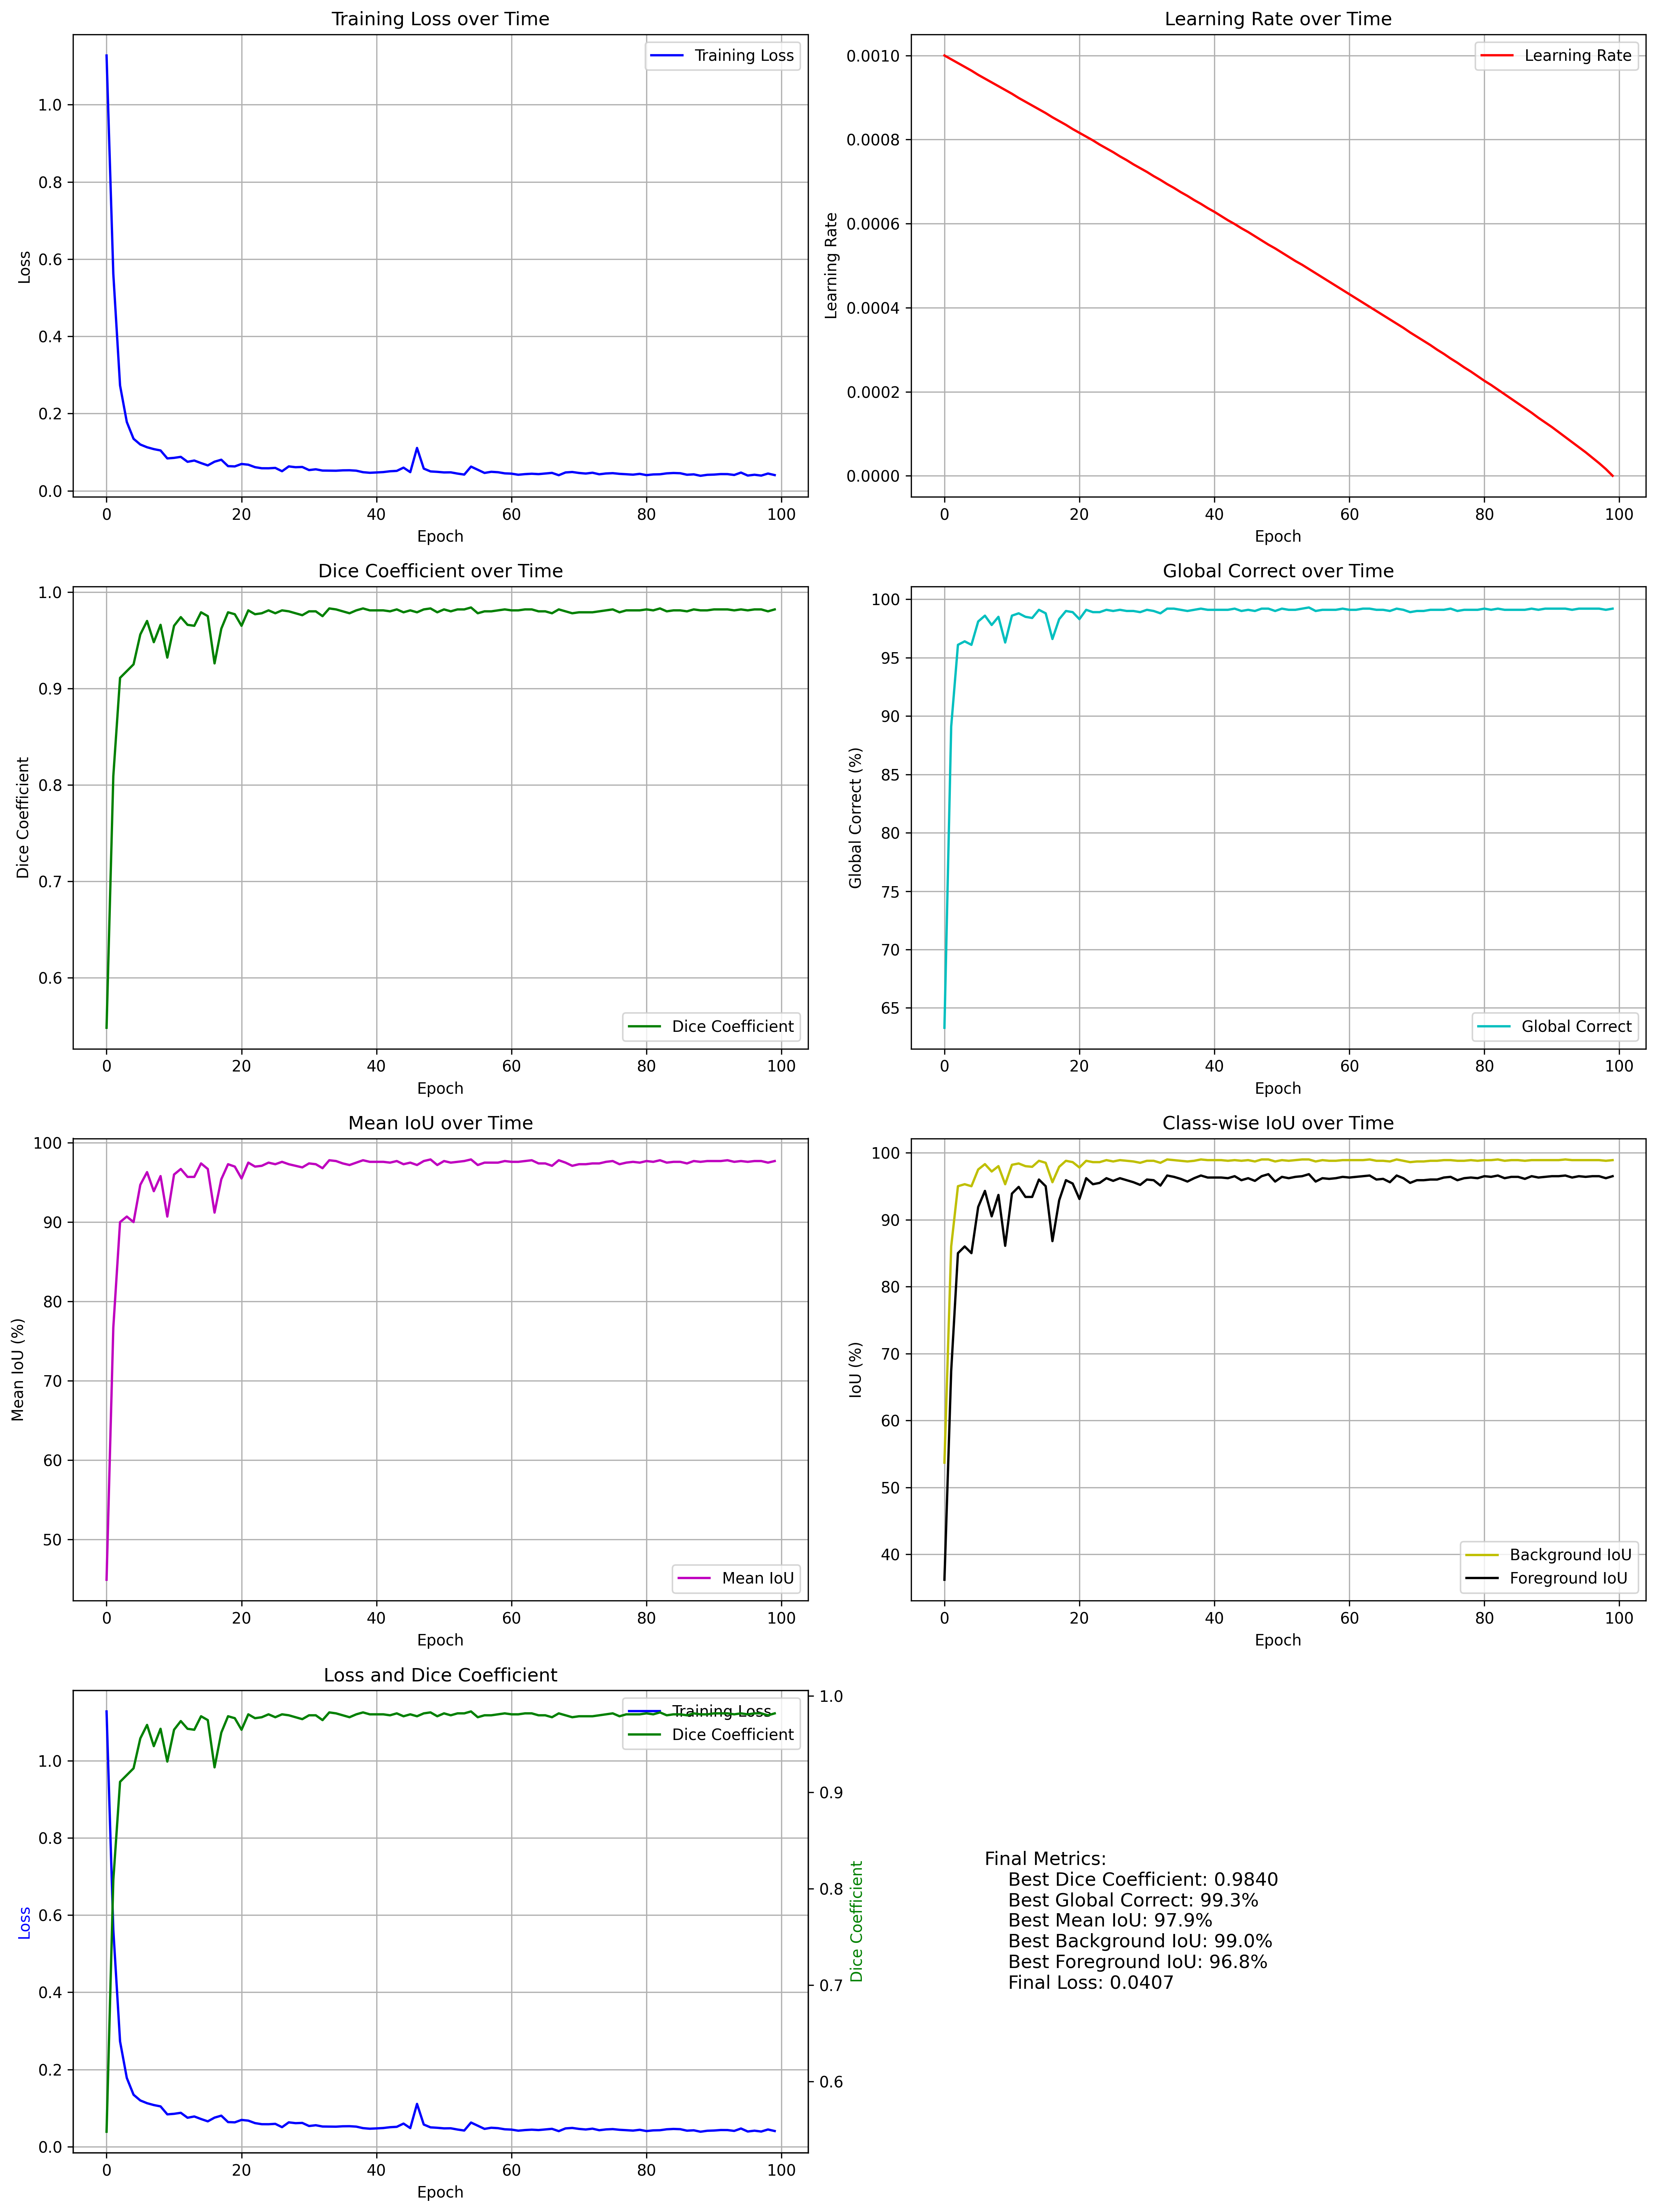 Training Loss over Time
Loss
1.0
0.8
0.6
0.4
0.2
0.0
Training Loss
0 20 40 60 80 100
Epoch
Learning Rate over Time
Learning Rate
0.0010
0.0008
0.0006
0.0004
0.0002
0.0000
Learning Rate
0 20 40 60 80 100
Epoch
Dice Coefficient over Time
Dice Coefficient
1.0
0.9
0.8
0.7
0.6
Dice Coefficient
0 20 40 60 80 100
Epoch
Global Correct over Time
Global Correct (%)
100
95
90
85
80
75
70
65
Global Correct
0 20 40 60 80 100
Epoch
Mean IoU over Time
Mean IoU (%)
100
90
80
70
60
50
Mean IoU
0 20 40 60 80 100
Epoch
Class-wise IoU over Time
IoU (%)
100
90
80
70
60
50
40
Background IoU
Foreground IoU
0 20 40 60 80 100
Epoch
Loss and Dice Coefficient
Loss
1.0
0.8
0.6
0.4
0.2
0.0
Training Loss
Dice Coefficient
1.0
0.9
0.8
0.7
0.6
Dice Coefficient
0 20 40 60 80 100
Epoch
Final Metrics:
Best Dice Coefficient: 0.9840
Best Global Correct: 99.3%
Best Mean IoU: 97.9%
Best Background IoU: 99.0%
Best Foreground IoU: 96.8%
Final Loss: 0.0407